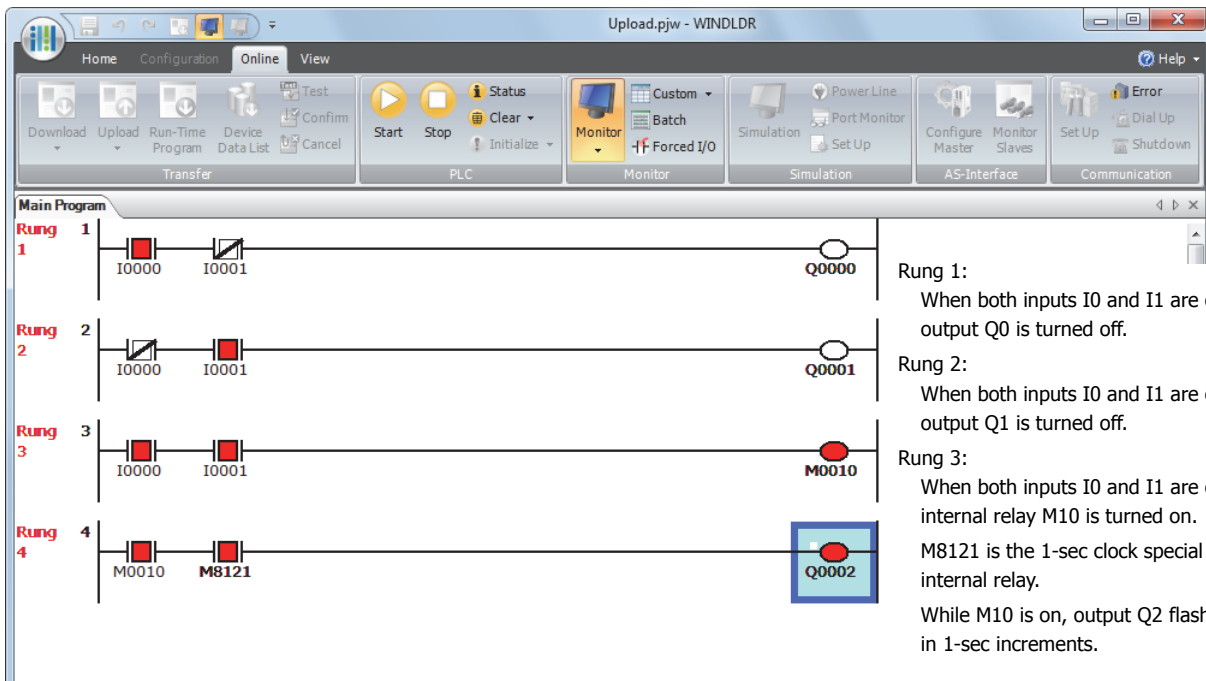 Upload.pjw - WINDLDR
Home Configuration Online View Help
Download Upload Run-Time Program Device Data List Test Confirm Cancel
Transfer
Start Stop Status Clear Initialize
PLC
Monitor Custom Batch Forced I/O
Monitor
Simulation Power Line Port Monitor Set Up
Simulation
Configure Master Monitor Slaves
AS-Interface
Set Up Error Dial Up Shutdown
Communication
Main Program
Rung 1
1
I0000 I0001 Q0000
Rung 2
2
I0000 I0001 Q0001
Rung 3
3
I0000 I0001 M0010
Rung 4
4
M0010 M8121 Q0002
Rung 1:
When both inputs I0 and I1 are
output Q0 is turned off.
Rung 2:
When both inputs I0 and I1 are
output Q1 is turned off.
Rung 3:
When both inputs I0 and I1 are
internal relay M10 is turned on.
M8121 is the 1-sec clock special
internal relay.
While M10 is on, output Q2 flash
in 1-sec increments.